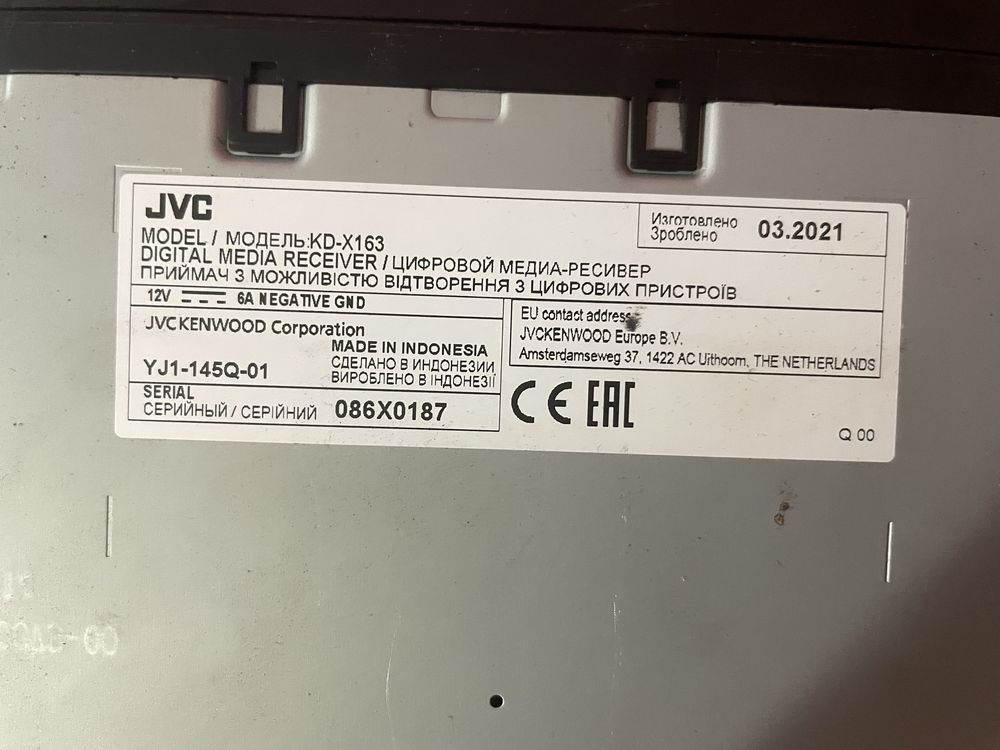 JVC
MODEL / МОДЕЛЬ:KD-X163
DIGITAL MEDIA RECEIVER / ЦИФРОВОЙ МЕДИА-РЕСИВЕР
ПРИЙМАЧ З МОЖЛИВІСТЮ ВІДТВОРЕННЯ З ЦИФРОВИХ ПРИСТРОЇВ
Изготовлено
Зроблено
03.2021
12V 6A NEGATIVE GND
JVCKENWOOD Corporation
MADE IN INDONESIA
СДЕЛАНО В ИНДОНЕЗИИ
YJ1-145Q-01
ВИРОБЛЕНО В ІНДОНЕЗІЇ
SERIAL
СЕРИЙНЫЙ / СЕРІЙНИЙ 086X0187
EU contact address
JVCKENWOOD Europe B.V.
Amsterdamseweg 37, 1422 AC Uithoorn, THE NETHERLANDS
CE EAC
Q 00